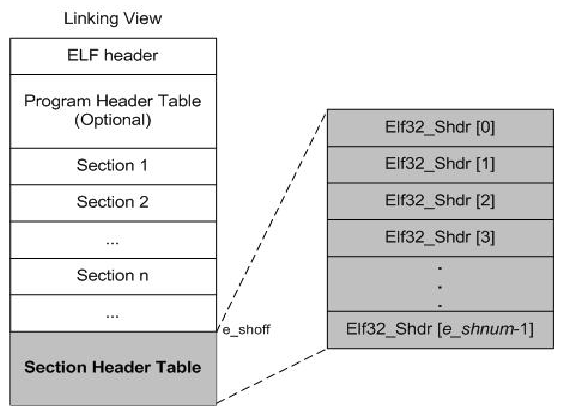 Linking View
ELF header
Program Header Table
(Optional)
Section 1
Section 2
...
Section n
...
e_shoff
Section Header Table
Elf32_Shdr [0]
Elf32_Shdr [1]
Elf32_Shdr [2]
Elf32_Shdr [3]
.
.
.
Elf32_Shdr [e_shnum-1]